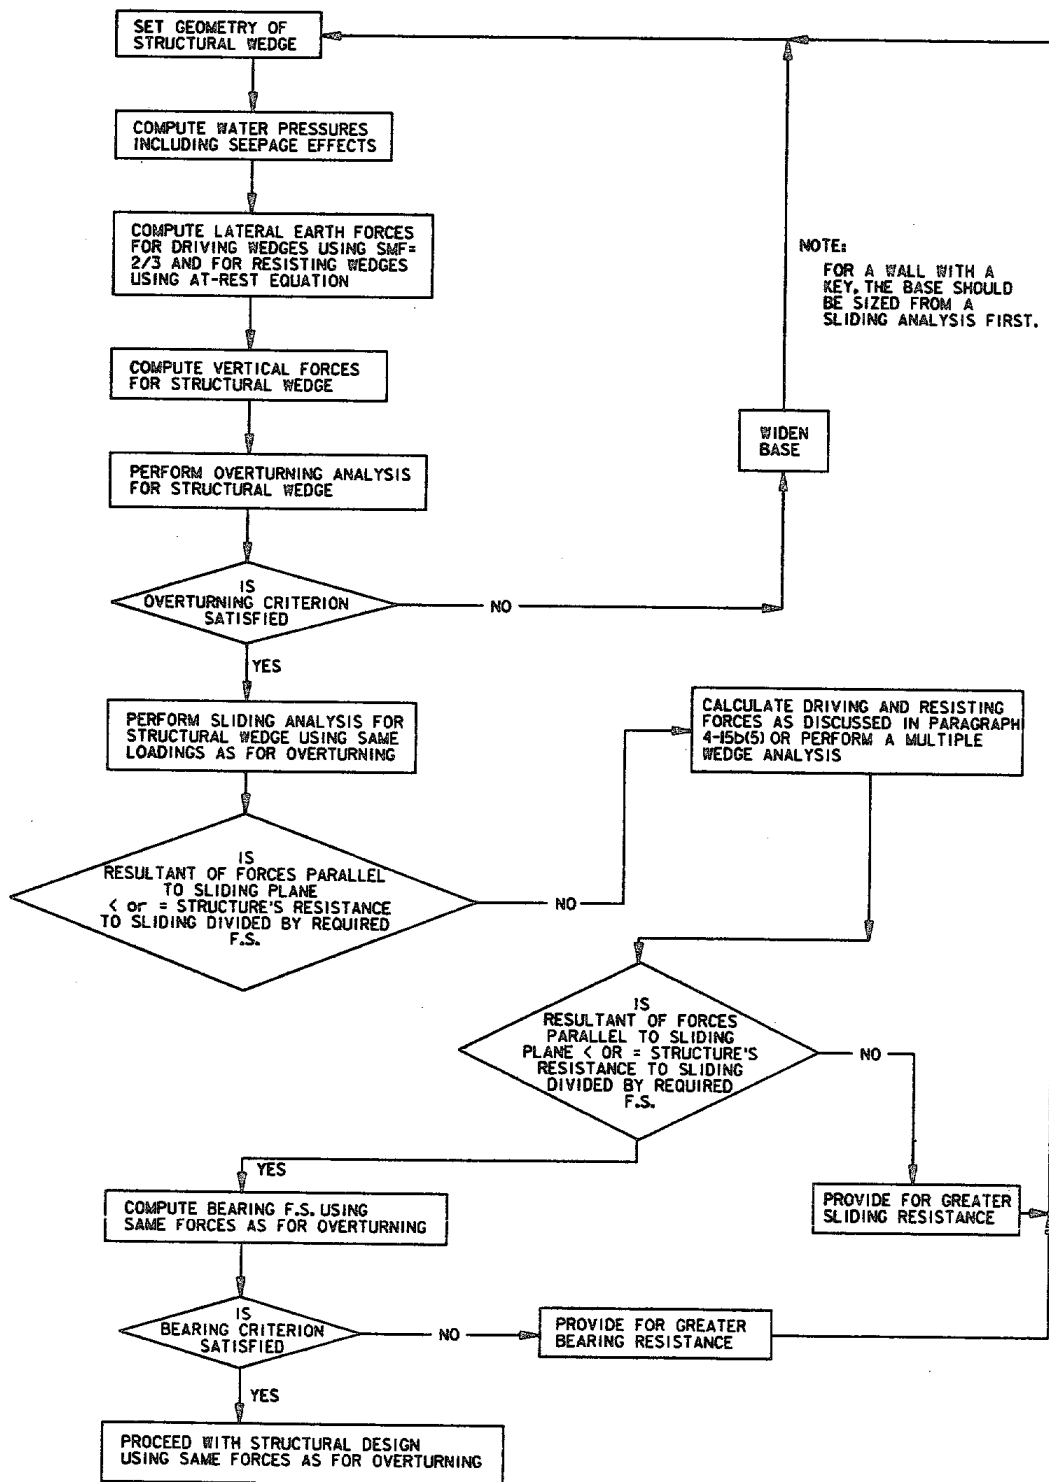 SET GEOMETRY OF
STRUCTURAL WEDGE
COMPUTE WATER PRESSURES
INCLUDING SEEPAGE EFFECTS
COMPUTE LATERAL EARTH FORCES
FOR DRIVING WEDGES USING SMF=
2/3 AND FOR RESISTING WEDGES
USING AT-REST EQUATION
NOTE:
FOR A WALL WITH A
KEY, THE BASE SHOULD
BE SIZED FROM A
SLIDING ANALYSIS FIRST.
COMPUTE VERTICAL FORCES
FOR STRUCTURAL WEDGE
WIDEN
BASE
PERFORM OVERTURNING ANALYSIS
FOR STRUCTURAL WEDGE
IS
OVERTURNING CRITERION
SATISFIED
NO
YES
PERFORM SLIDING ANALYSIS FOR
STRUCTURAL WEDGE USING SAME
LOADINGS AS FOR OVERTURNING
CALCULATE DRIVING AND RESISTING
FORCES AS DISCUSSED IN PARAGRAPH
4-15b(5) OR PERFORM A MULTIPLE
WEDGE ANALYSIS
IS
RESULTANT OF FORCES PARALLEL
TO SLIDING PLANE
< or = STRUCTURE'S RESISTANCE
TO SLIDING DIVIDED BY REQUIRED
F.S.
NO
IS
RESULTANT OF FORCES
PARALLEL TO SLIDING
PLANE < OR = STRUCTURE'S
RESISTANCE TO SLIDING
DIVIDED BY REQUIRED
F.S.
NO
YES
COMPUTE BEARING F.S. USING
SAME FORCES AS FOR OVERTURNING
PROVIDE FOR GREATER
SLIDING RESISTANCE
IS
BEARING CRITERION
SATISFIED
NO
PROVIDE FOR GREATER
BEARING RESISTANCE
YES
PROCEED WITH STRUCTURAL DESIGN
USING SAME FORCES AS FOR OVERTURNING